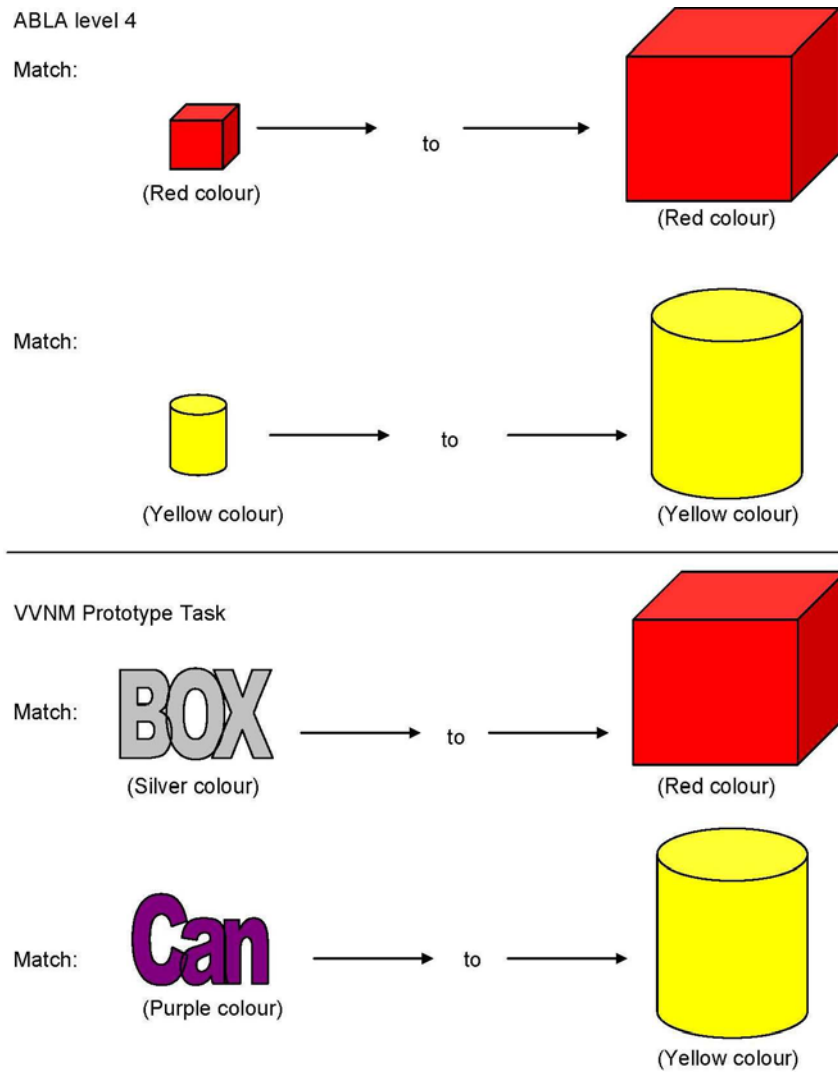 ABLA level 4
Match:
to
(Red colour)
(Red colour)
Match:
to
(Yellow colour)
(Yellow colour)
VVNM Prototype Task
Match:
BOX
to
(Silver colour)
(Red colour)
Match:
Can
to
(Purple colour)
(Yellow colour)